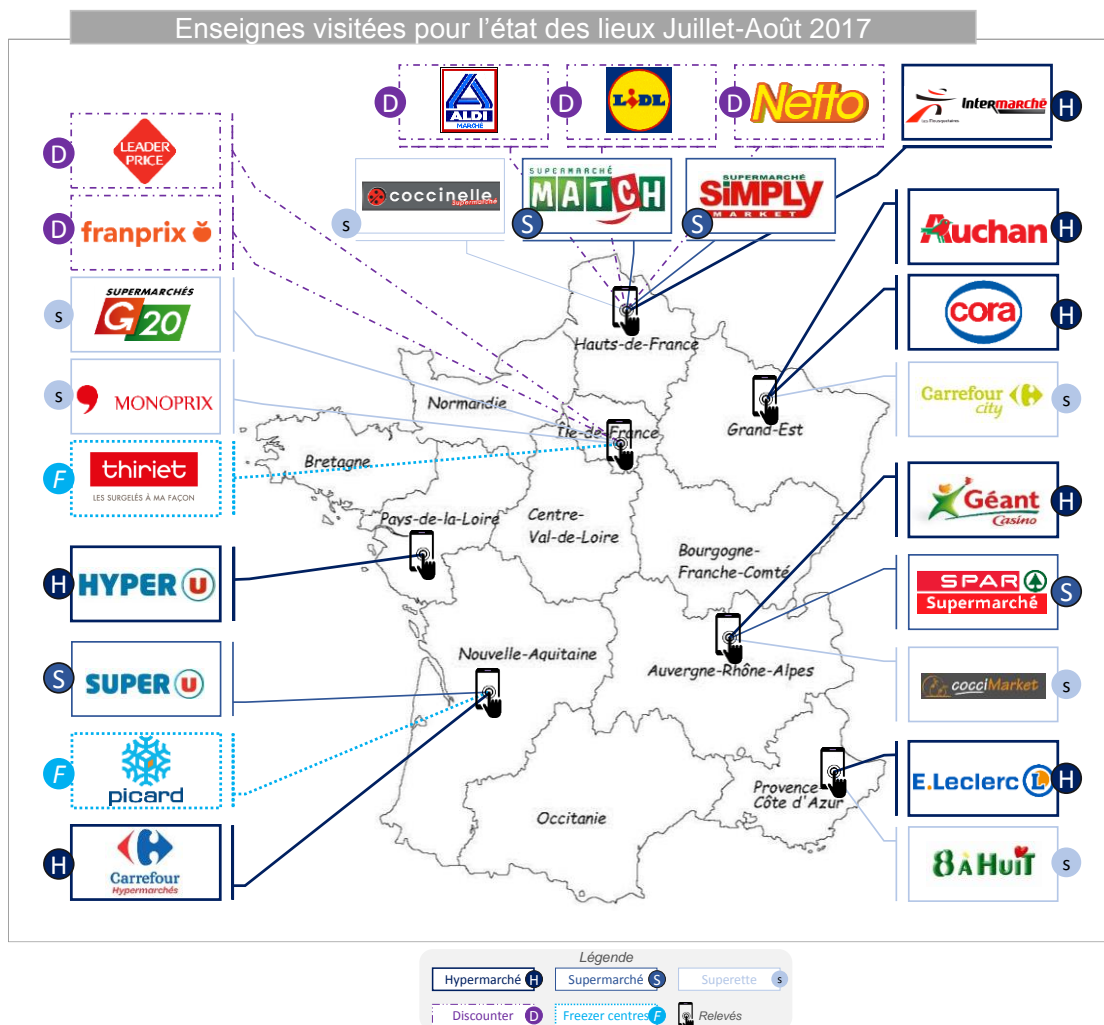 Enseignes visitées pour l'état des lieux Juillet-Août 2017
D
ALDI
MARCHÉ
D
LiDL
D
Netto
Intermarché
Les Mousquetaires
H
D
LEADER
PRICE
D
franprix
s
coccinelle
Supermarché
S
SUPERMARCHÉ
MATCH
S
SUPERMARCHÉ
SiMPLY
MARKET
Auchan
H
cora
H
s
SUPERMARCHÉS
G20
s
MONOPRIX
F
thiriet
LES SURGELÉS À MA FAÇON
Carrefour
city
s
Hauts-de-France
Normandie
Île-de-France
Grand-Est
Bretagne
Pays-de-la-Loire
Centre-
Val-de-Loire
Bourgogne-
Franche-Comté
Nouvelle-Aquitaine
Auvergne-Rhône-Alpes
Provence
Côte d'Azur
Occitanie
Géant
Casino
H
H
HYPER U
SPAR
Supermarché
S
S
SUPER U
cocciMarket
s
F
picard
E.Leclerc L
H
H
Carrefour
Hypermarchés
8 À HUiT
s
Légende
Hypermarché H
Supermarché S
Superette s
Discounter D
Freezer centres F
Relevés